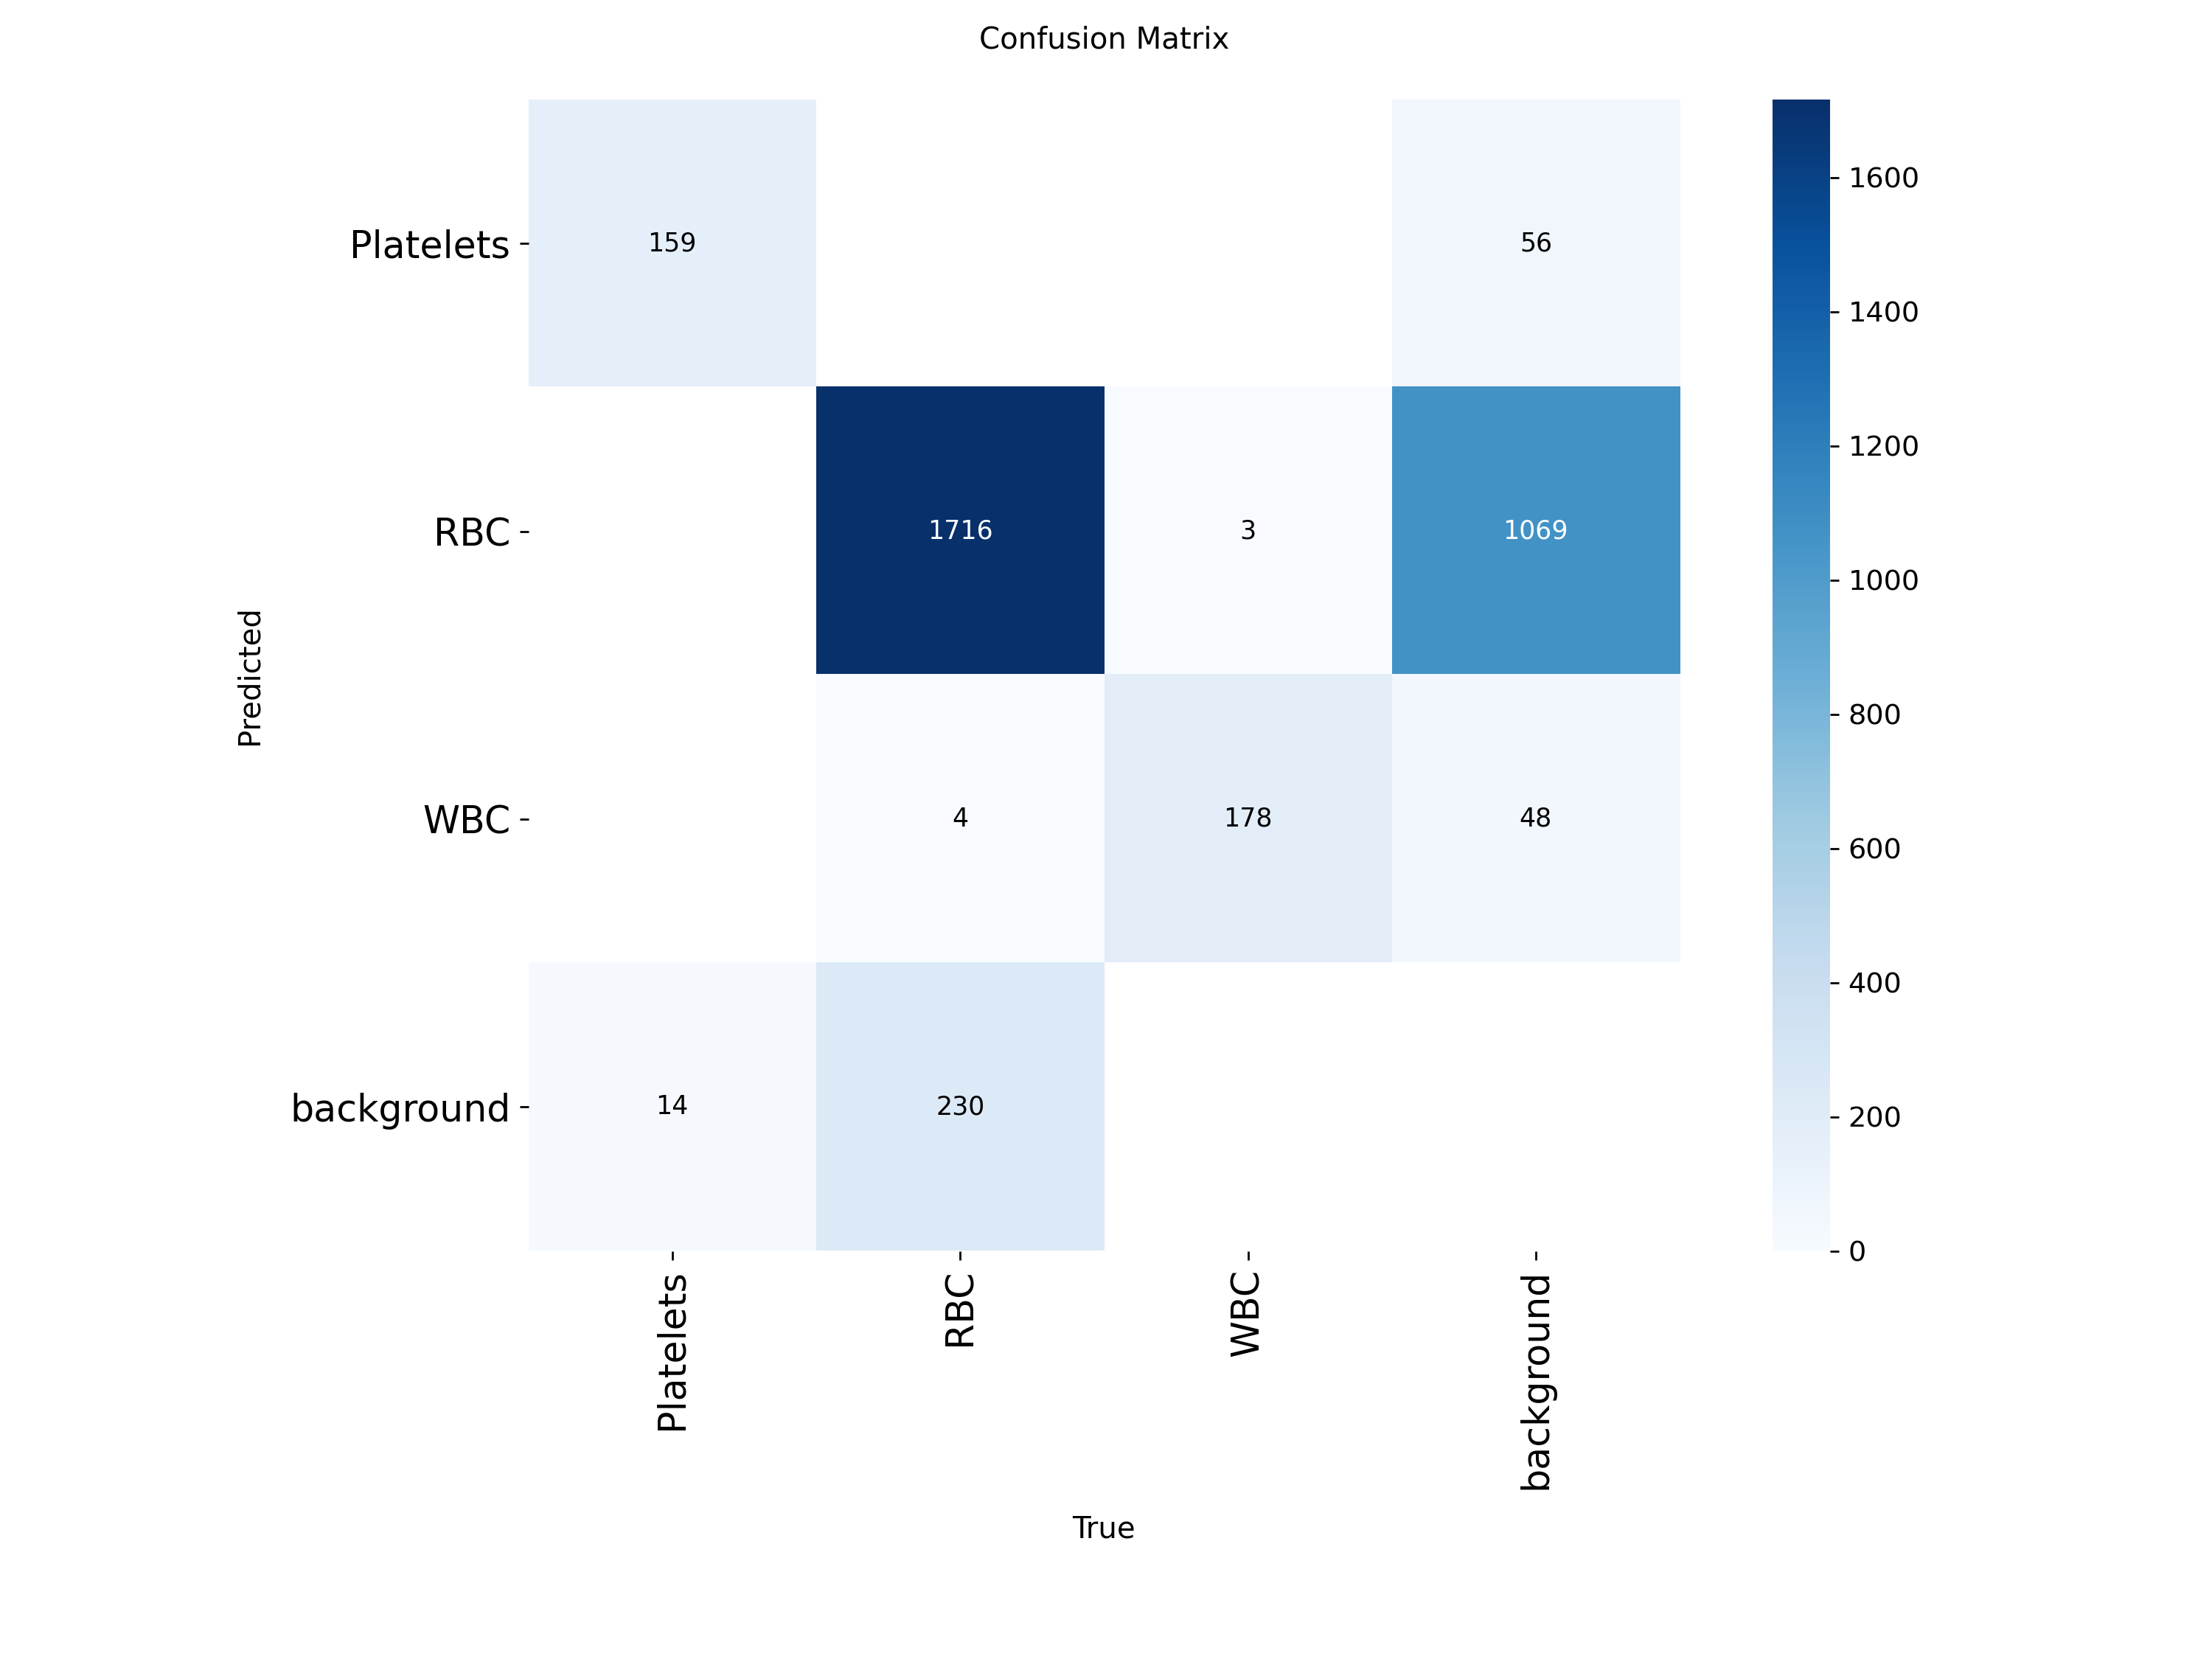 Confusion Matrix
Platelets
159
56
1600
1400
RBC
1716
3
1069
1200
1000
Predicted
WBC
4
178
48
800
600
400
background
14
230
200
0
Platelets
RBC
WBC
background
True